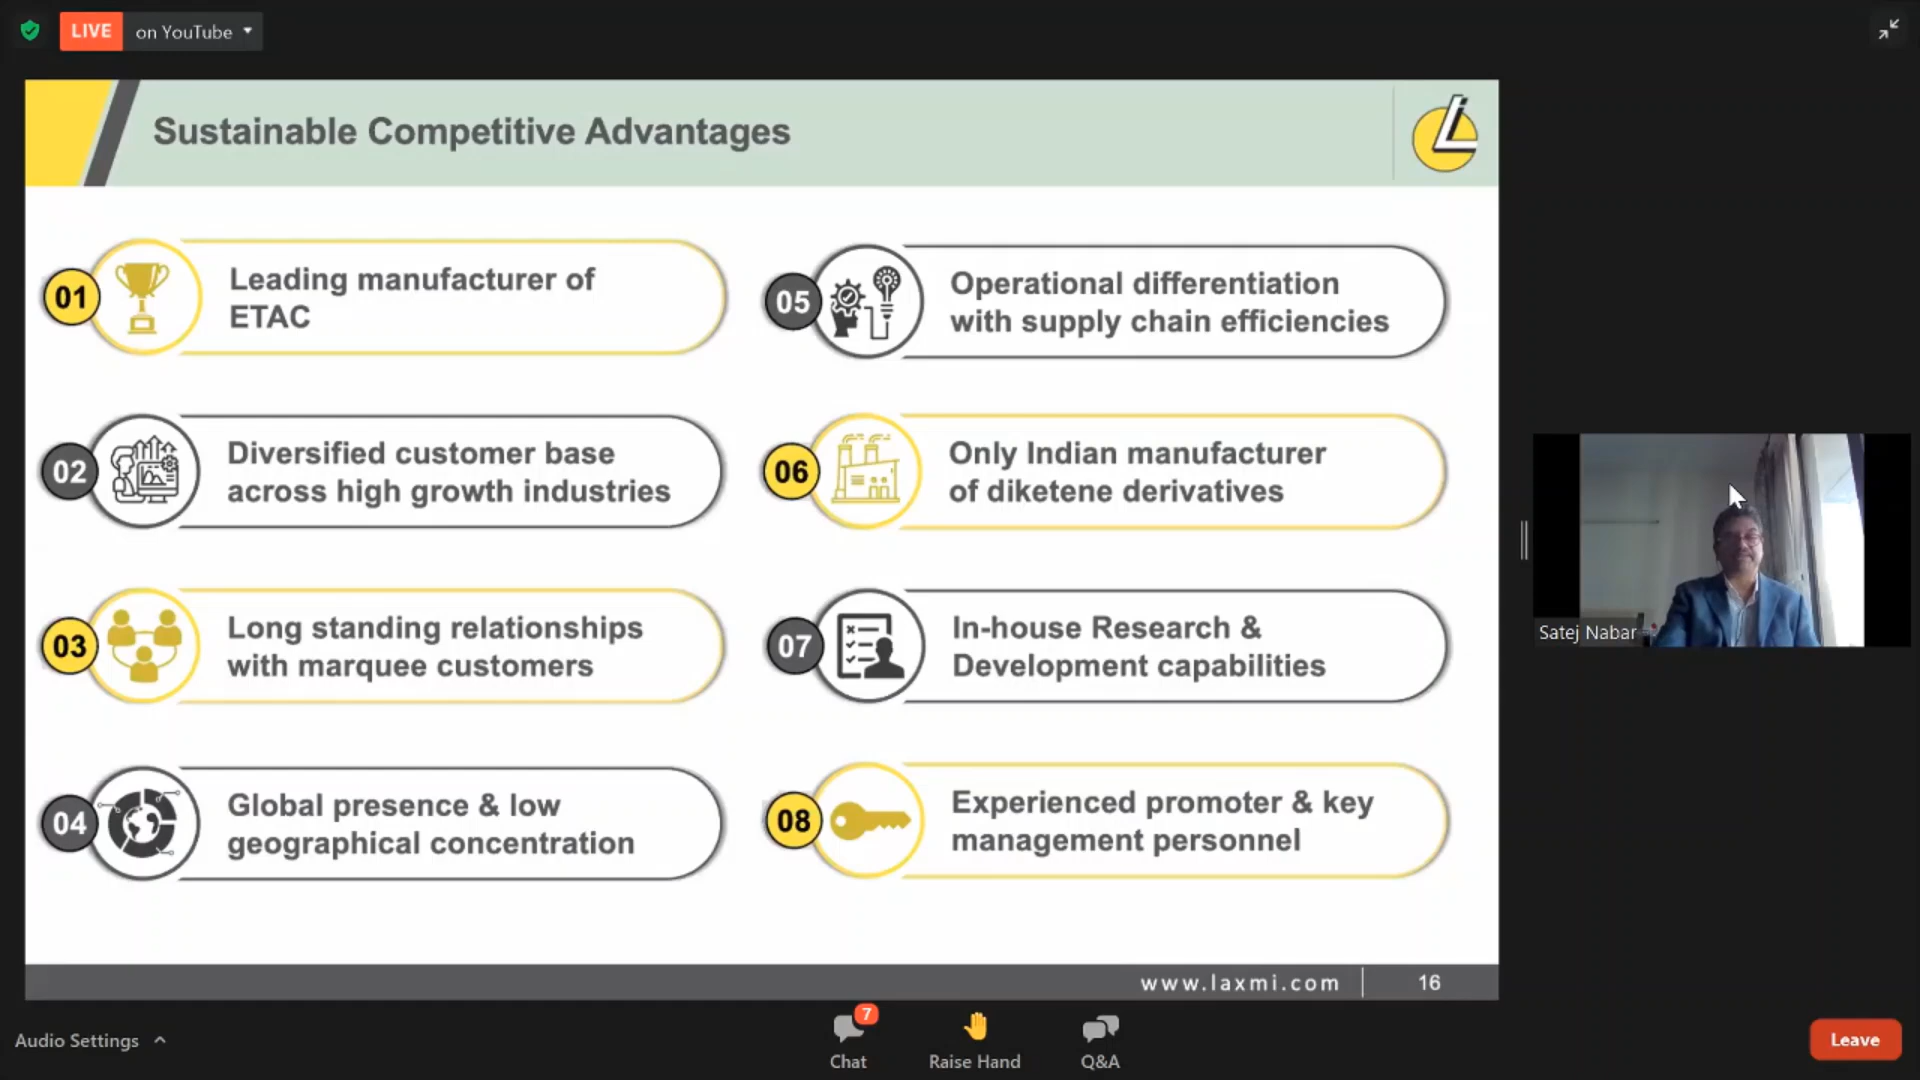 LIVE on YouTube
Sustainable Competitive Advantages
01
Leading manufacturer of
ETAC
02
Diversified customer base
across high growth industries
03
Long standing relationships
with marquee customers
04
Global presence & low
geographical concentration
05
Operational differentiation
with supply chain efficiencies
06
Only Indian manufacturer
of diketene derivatives
07
In-house Research &
Development capabilities
08
Experienced promoter & key
management personnel
www.laxmi.com 16
Satej Nabar
Audio Settings
7
Chat
Raise Hand
Q&A
Leave